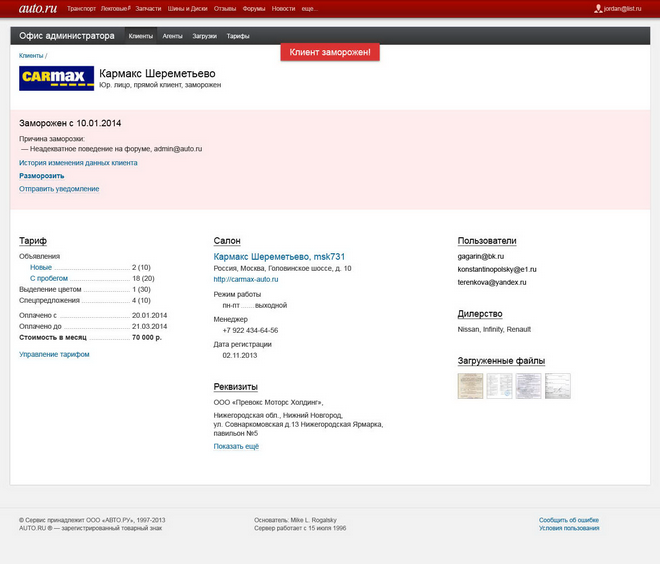 auto.ru Транспорт Легковые Запчасти Шины и Диски Отзывы Форумы Новости еще... jordan@list.ru
Офис администратора Клиенты Агенты Загрузки Тарифы
Клиент заморожен!
Клиенты /
CARMAX
Кармакс Шереметьево
Юр. лицо, прямой клиент, заморожен
Заморожен с 10.01.2014
Причина заморозки:
— Неадекватное поведение на форуме, admin@auto.ru
История изменения данных клиента
Разморозить
Отправить уведомление
Тариф
Объявления
Новые 2 (10)
С пробегом 18 (20)
Выделение цветом 1 (30)
Спецпредложения 4 (10)
Оплачено с 20.01.2014
Оплачено до 21.03.2014
Стоимость в месяц 70 000 р.
Управление тарифом
Салон
Кармакс Шереметьево, msk731
Россия, Москва, Головинское шоссе, д. 10
http://carmax-auto.ru
Режим работы
пн-пт ...... выходной
Менеджер
+7 922 434-64-56
Дата регистрации
02.11.2013
Реквизиты
ООО «Превокс Моторс Холдинг»,
Нижегородская обл., Нижний Новгород,
ул. Совнаркомовская д.13 Нижегородская Ярмарка,
павильон №5
Показать ещё
Пользователи
gagarin@bk.ru
konstantinopolsky@e1.ru
terenkova@yandex.ru
Дилерство
Nissan, Infinity, Renault
Загруженные файлы
© Сервис принадлежит ООО «АВТО.РУ», 1997-2013
AUTO.RU ® — зарегистрированный товарный знак
Основатель: Mike L. Rogalsky
Сервер работает с 15 июля 1996
Сообщить об ошибке
Условия пользования